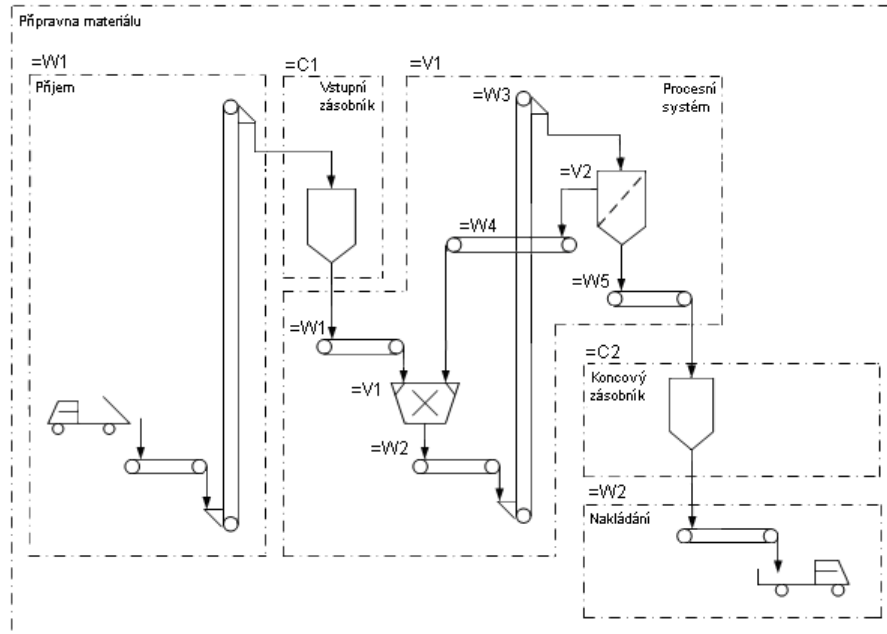 Přípravna materiálu
=W1
Příjem
=C1
Vstupní
zásobník
=V1
Procesní
systém
=W3
=V2
=W4
=W5
=W1
=V1
=W2
=C2
Koncový
zásobník
=W2
Nakládání